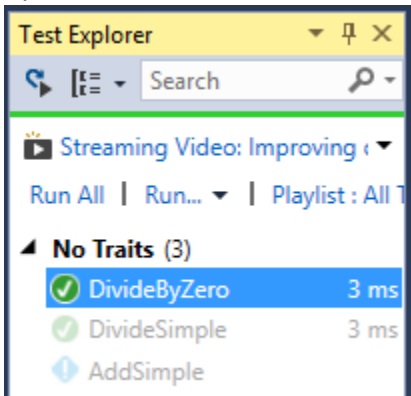 Test Explorer
Search
Streaming Video: Improving
Run All | Run... | Playlist : All
No Traits (3)
DivideByZero 3 ms
DivideSimple 3 ms
AddSimple